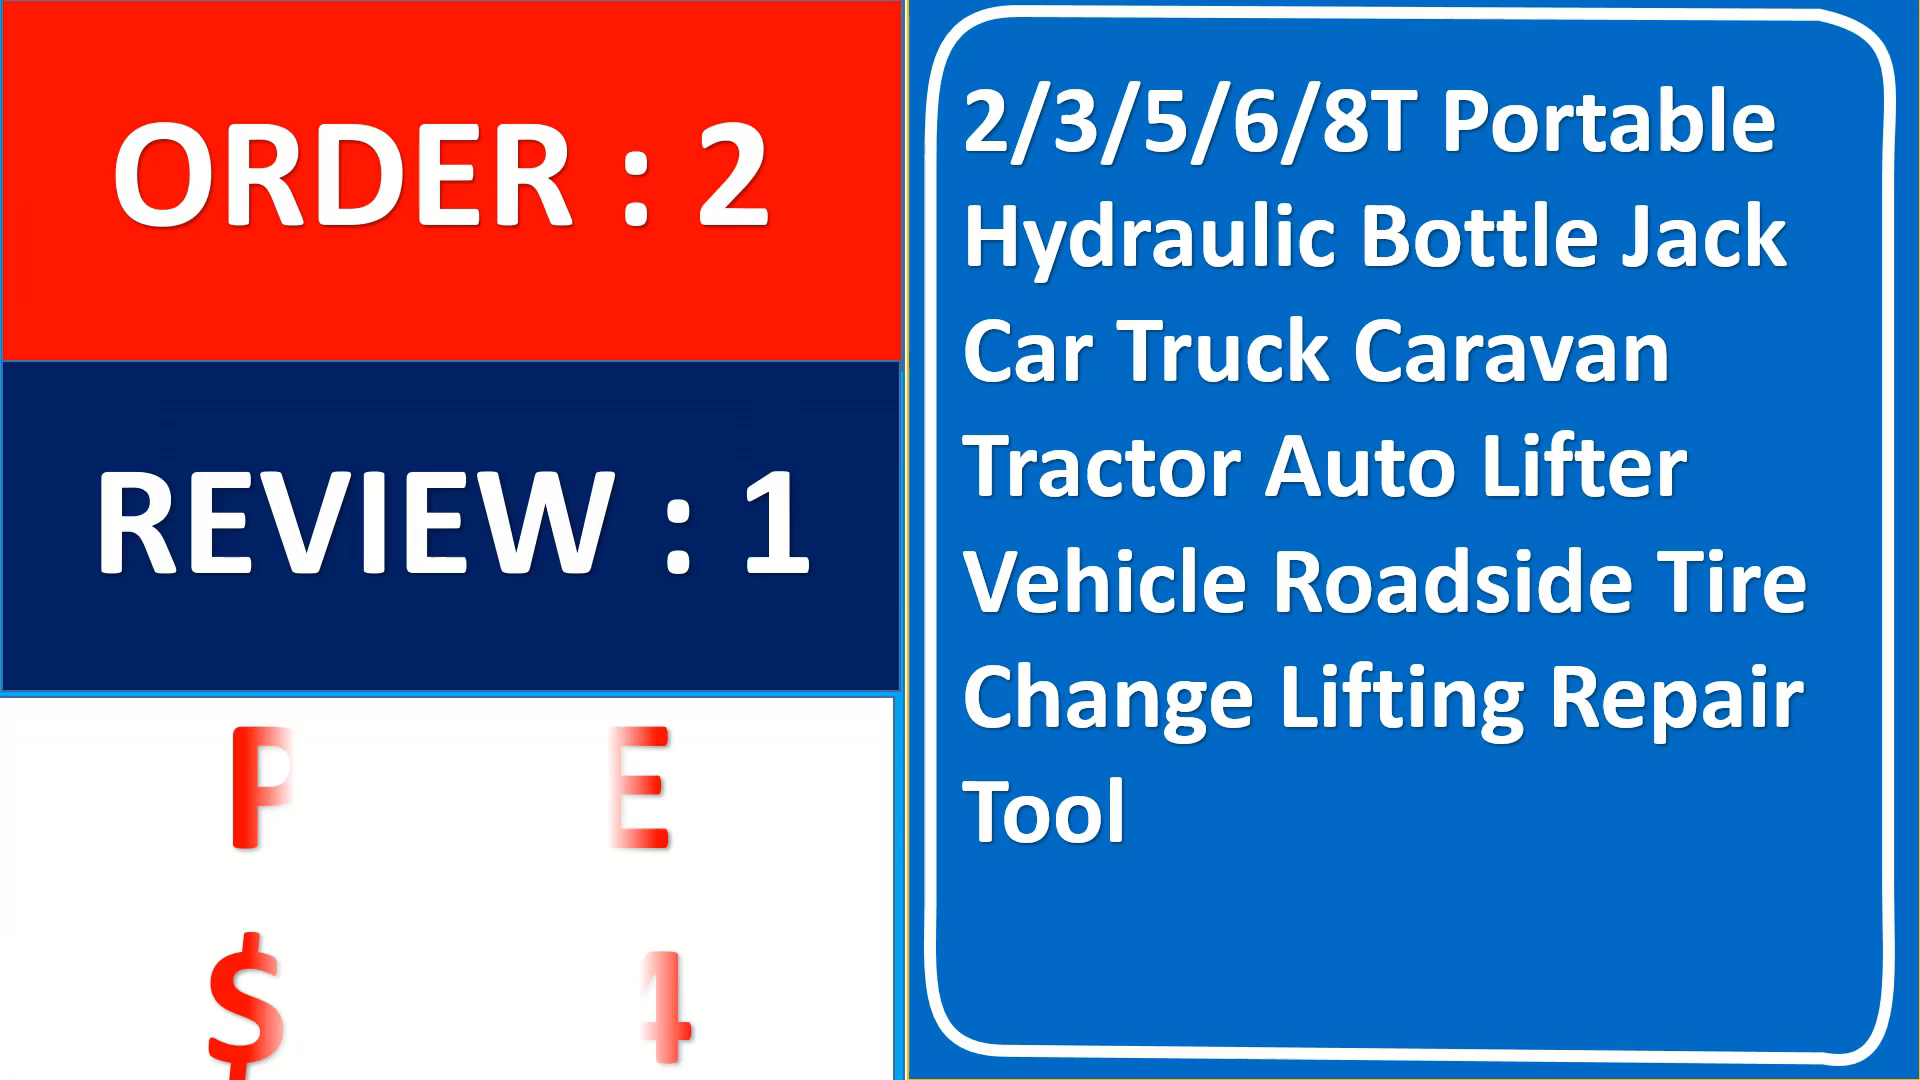 ORDER : 2
REVIEW : 1
2/3/5/6/8T Portable
Hydraulic Bottle Jack
Car Truck Caravan
Tractor Auto Lifter
Vehicle Roadside Tire
Change Lifting Repair
Tool